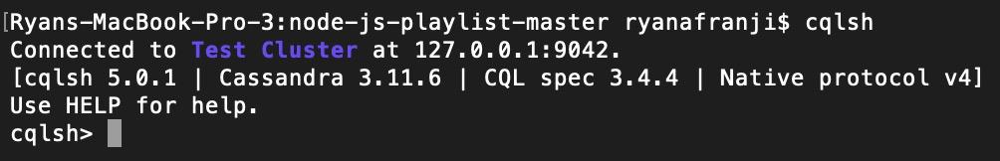 [Ryans-MacBook-Pro-3:node-js-playlist-master ryanafranji$ cqlsh
Connected to Test Cluster at 127.0.0.1:9042.
[cqlsh 5.0.1 | Cassandra 3.11.6 | CQL spec 3.4.4 | Native protocol v4]
Use HELP for help.
cqlsh>